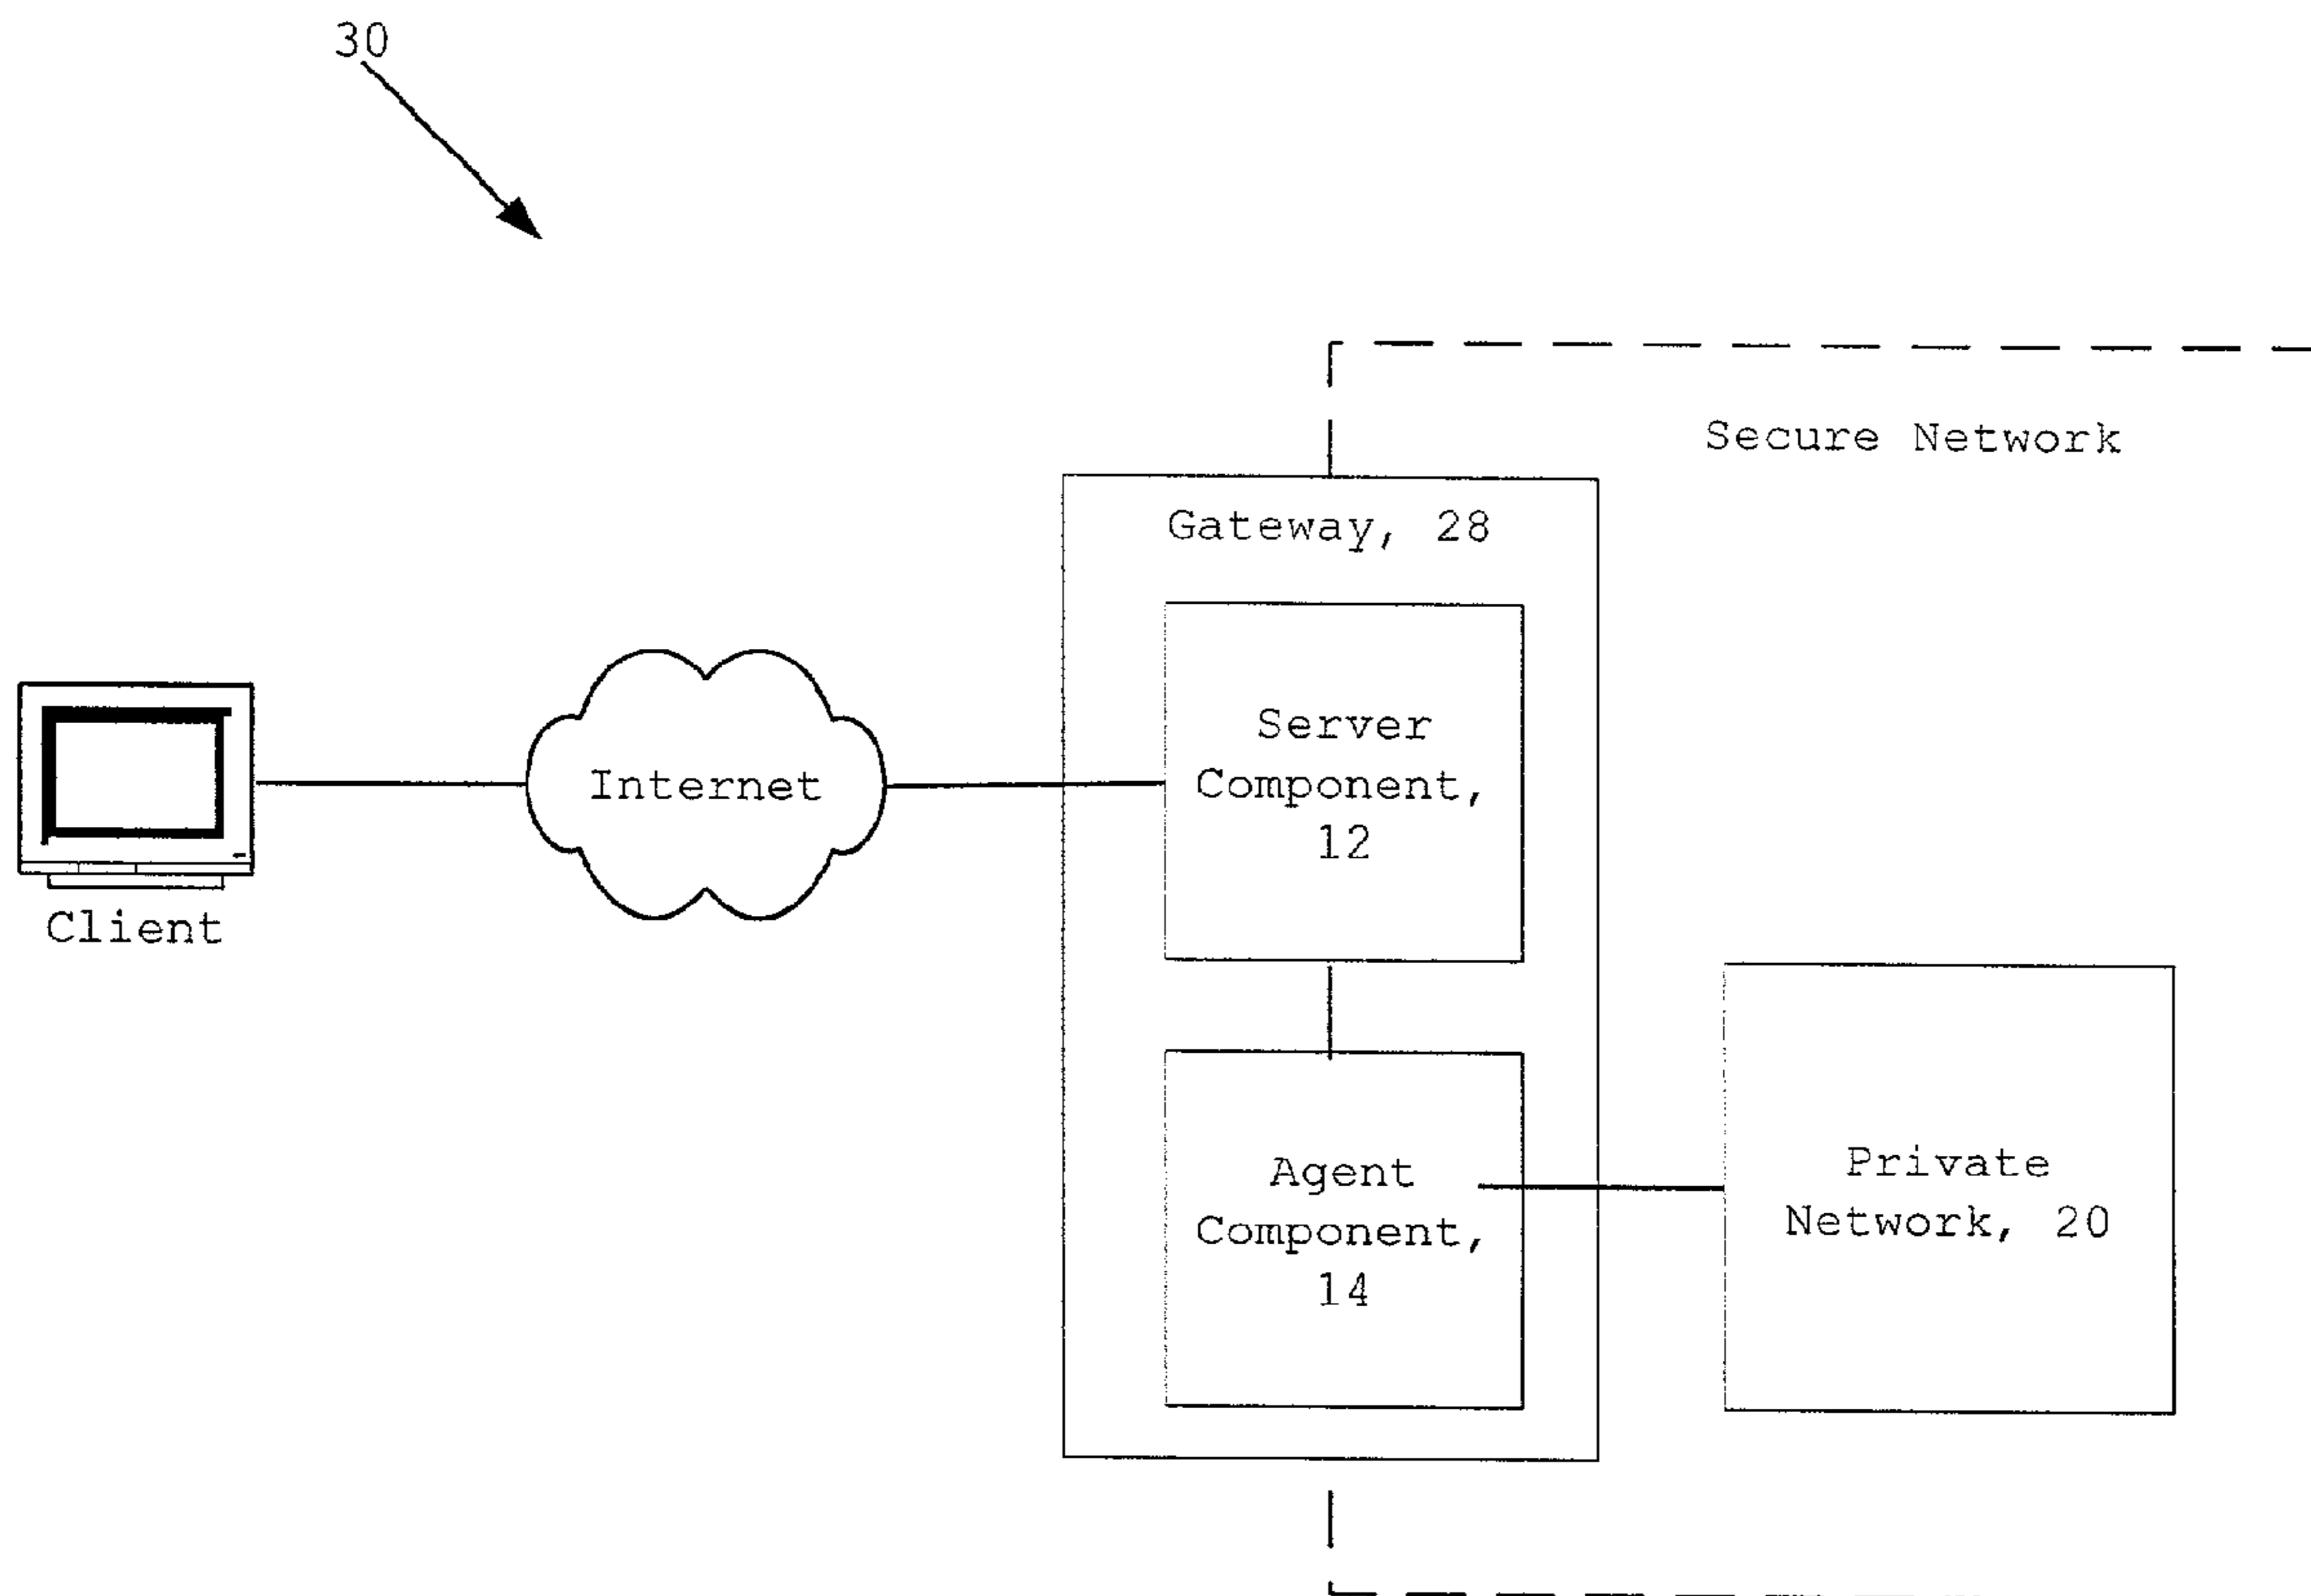 30
Secure Network
Gateway, 28
Server
Component,
12
Internet
Client
Agent
Component,
14
Private
Network, 20